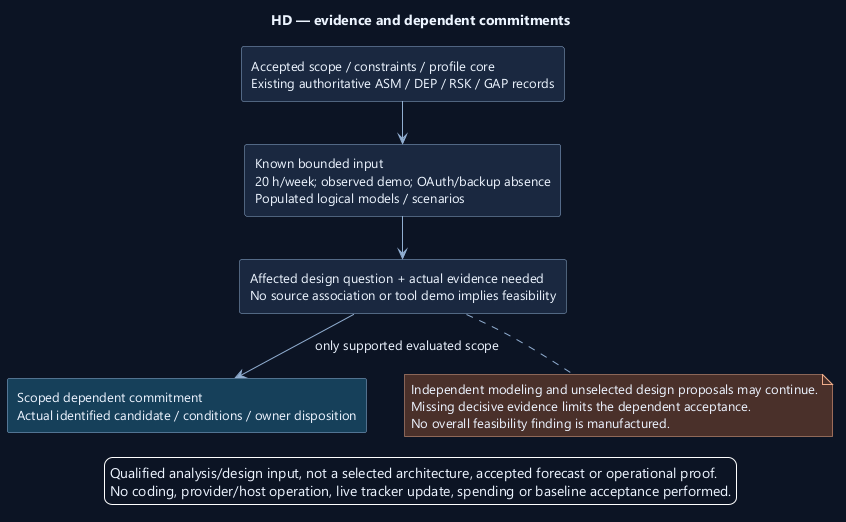 HD — evidence and dependent commitments
Accepted scope / constraints / profile core
Existing authoritative ASM / DEP / RSK / GAP records
Known bounded input
20 h/week; observed demo; OAuth/backup absence
Populated logical models / scenarios
Affected design question + actual evidence needed
No source association or tool demo implies feasibility
only supported evaluated scope
Scoped dependent commitment
Actual identified candidate / conditions / owner disposition
Independent modeling and unselected design proposals may continue.
Missing decisive evidence limits the dependent acceptance.
No overall feasibility finding is manufactured.
Qualified analysis/design input, not a selected architecture, accepted forecast or operational proof.
No coding, provider/host operation, live tracker update, spending or baseline acceptance performed.